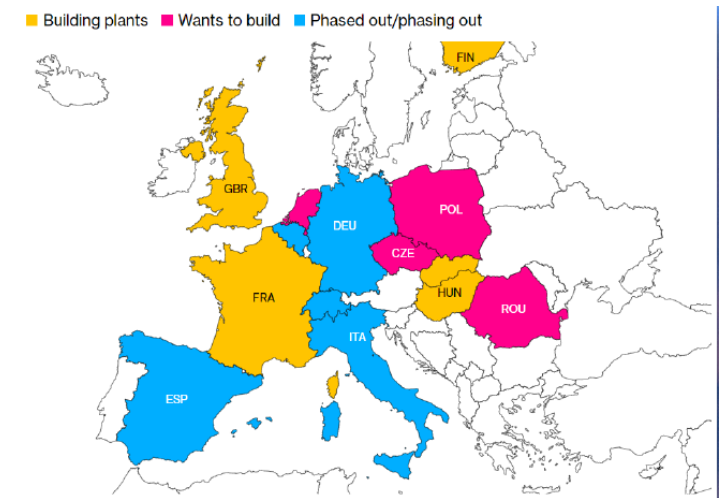 Building plants Wants to build Phased out/phasing out
FIN
GBR
POL
DEU
CZE
HUN
FRA
ROU
ITA
ESP